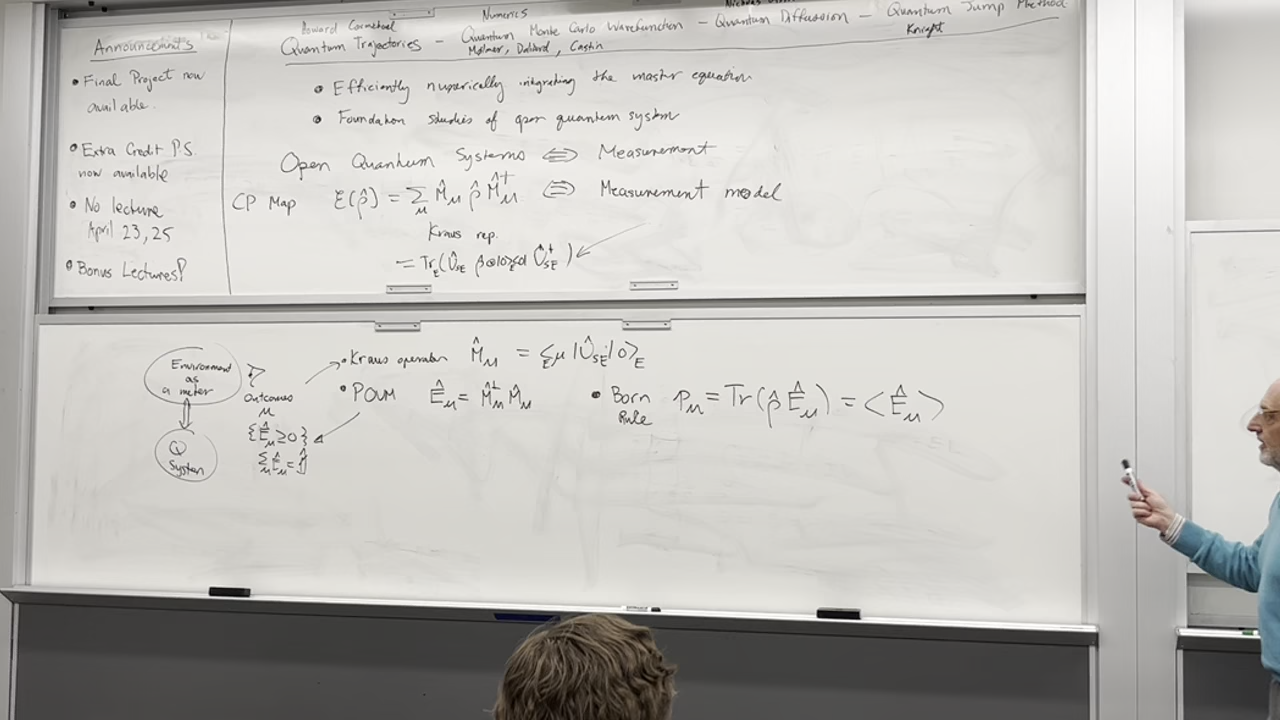 Announcements
• Final Project now
available.
• Extra Credit P.S.
now available
• No lecture
April 23, 25
• Bonus Lectures?
Howard Carmichael Numerics
Quantum Trajectories – Quantum Monte Carlo Wavefunction – Quantum Diffusion – Quantum Jump Method
Mølmer, Dalibard, Castin Knight
• Efficiently numerically integrating the master equation
• Foundation studies of open quantum system
Open Quantum Systems ⇔ Measurement
CP Map ℰ(ρ̂) = Σ_μ M̂_μ ρ̂ M̂_μ^† ⇔ Measurement model
Kraus rep.
= Tr_E(Û_SE ρ̂⊗|0⟩⟨0| Û_SE^†)
Environment
as
a meter
Outcomes
μ
{Ê_μ ≥ 0}
Σ_μ Ê_μ = 1̂
Q
System
• Kraus operator M̂_μ = _E⟨μ|Û_SE|0⟩_E
• POVM Ê_μ = M̂_μ^† M̂_μ
• Born
Rule
p_μ = Tr(ρ̂ Ê_μ) = ⟨Ê_μ⟩